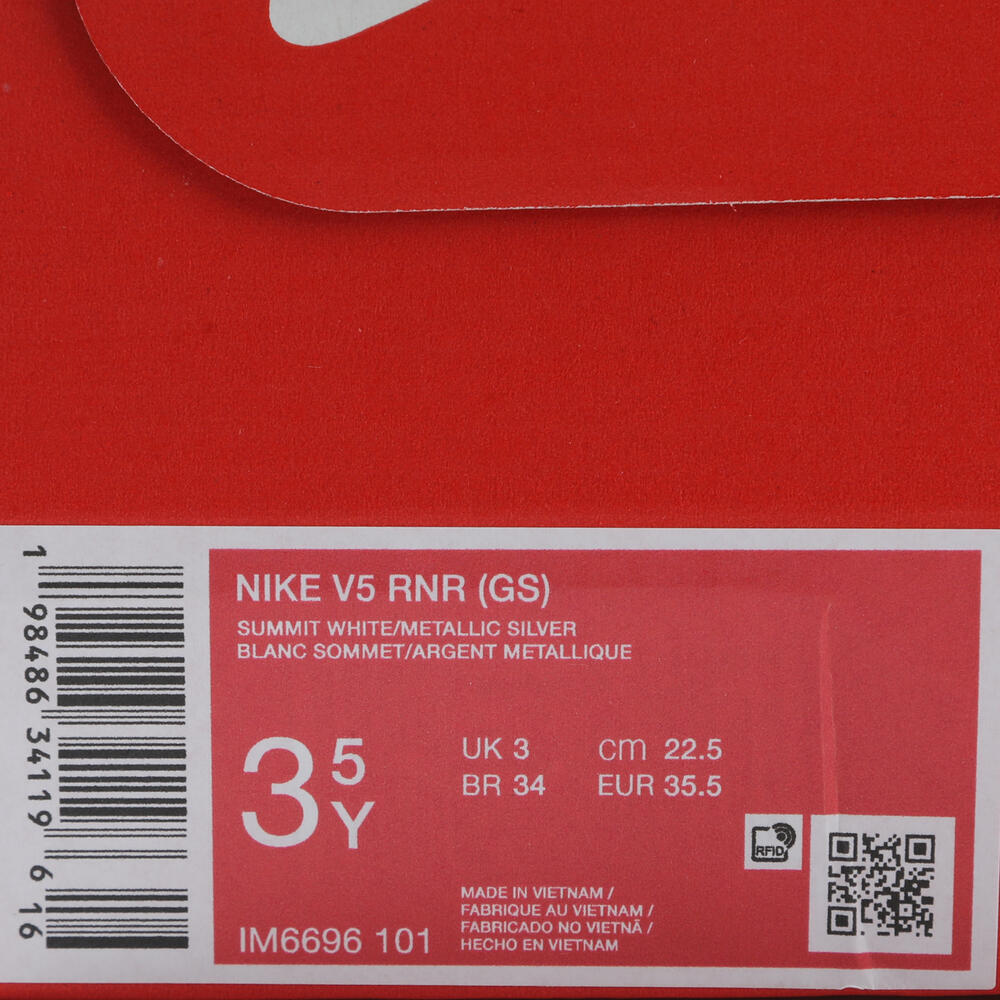 NIKE V5 RNR (GS)
SUMMIT WHITE/METALLIC SILVER
BLANC SOMMET/ARGENT METALLIQUE
3 5 Y
UK 3 cm 22.5
BR 34 EUR 35.5
RFID
MADE IN VIETNAM /
FABRIQUE AU VIETNAM /
FABRICADO NO VIETNÃ /
HECHO EN VIETNAM
IM6696 101
1 98486 34119 6 16